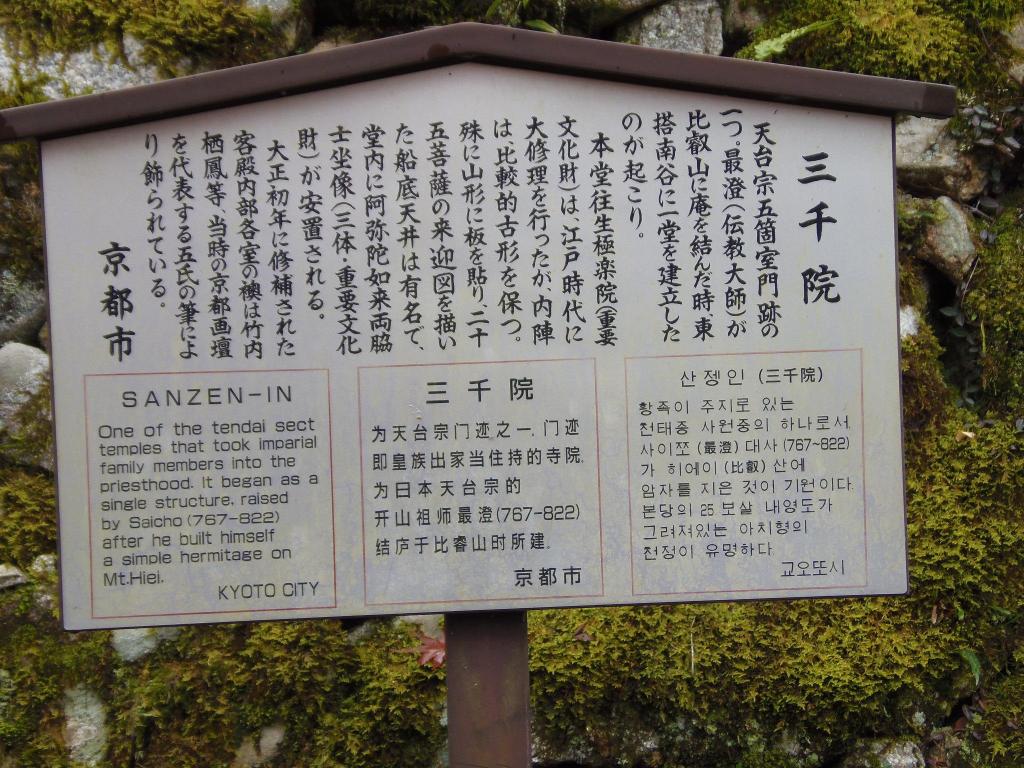 三千院
天台宗五箇室門跡の
一つ。最澄（伝教大師）が
比叡山に庵を結んだ時東
搭南谷に一堂を建立した
のが起こり。
本堂往生極楽院（重要
文化財）は、江戸時代に
大修理を行ったが、内陣
は、比較的古形を保つ。
殊に山形に板を貼り、二十
五菩薩の来迎図を描い
た船底天井は有名で、
堂内に阿弥陀如来両脇
士坐像（三体・重要文化
財）が安置される。
大正初年に修補された
客殿内部各室の襖は竹内
栖鳳等、当時の京都画壇
を代表する五氏の筆によ
り飾られている。
京都市
SANZEN-IN
One of the tendai sect
temples that took imparial
family members into the
priesthood. It began as a
single structure, raised
by Saicho (767-822)
after he built himself
a simple hermitage on
Mt.Hiei.
KYOTO CITY
三千院
为天台宗门迹之一、门迹
即皇族出家当住持的寺院.
为日本天台宗的
开山祖师最澄(767-822)
结庐于比睿山时所建.
京都市
산젱인 (三千院)
황족이 주지로 있는
천태종 사원중의 하나로서
사이쪼 (最澄) 대사 (767-822)
가 히에이 (比叡) 산에
암자를 지은 것이 기원이다.
본당의 25 보살 내영도가
그려져있는 아치형의
천정이 유명하다.
교오또시